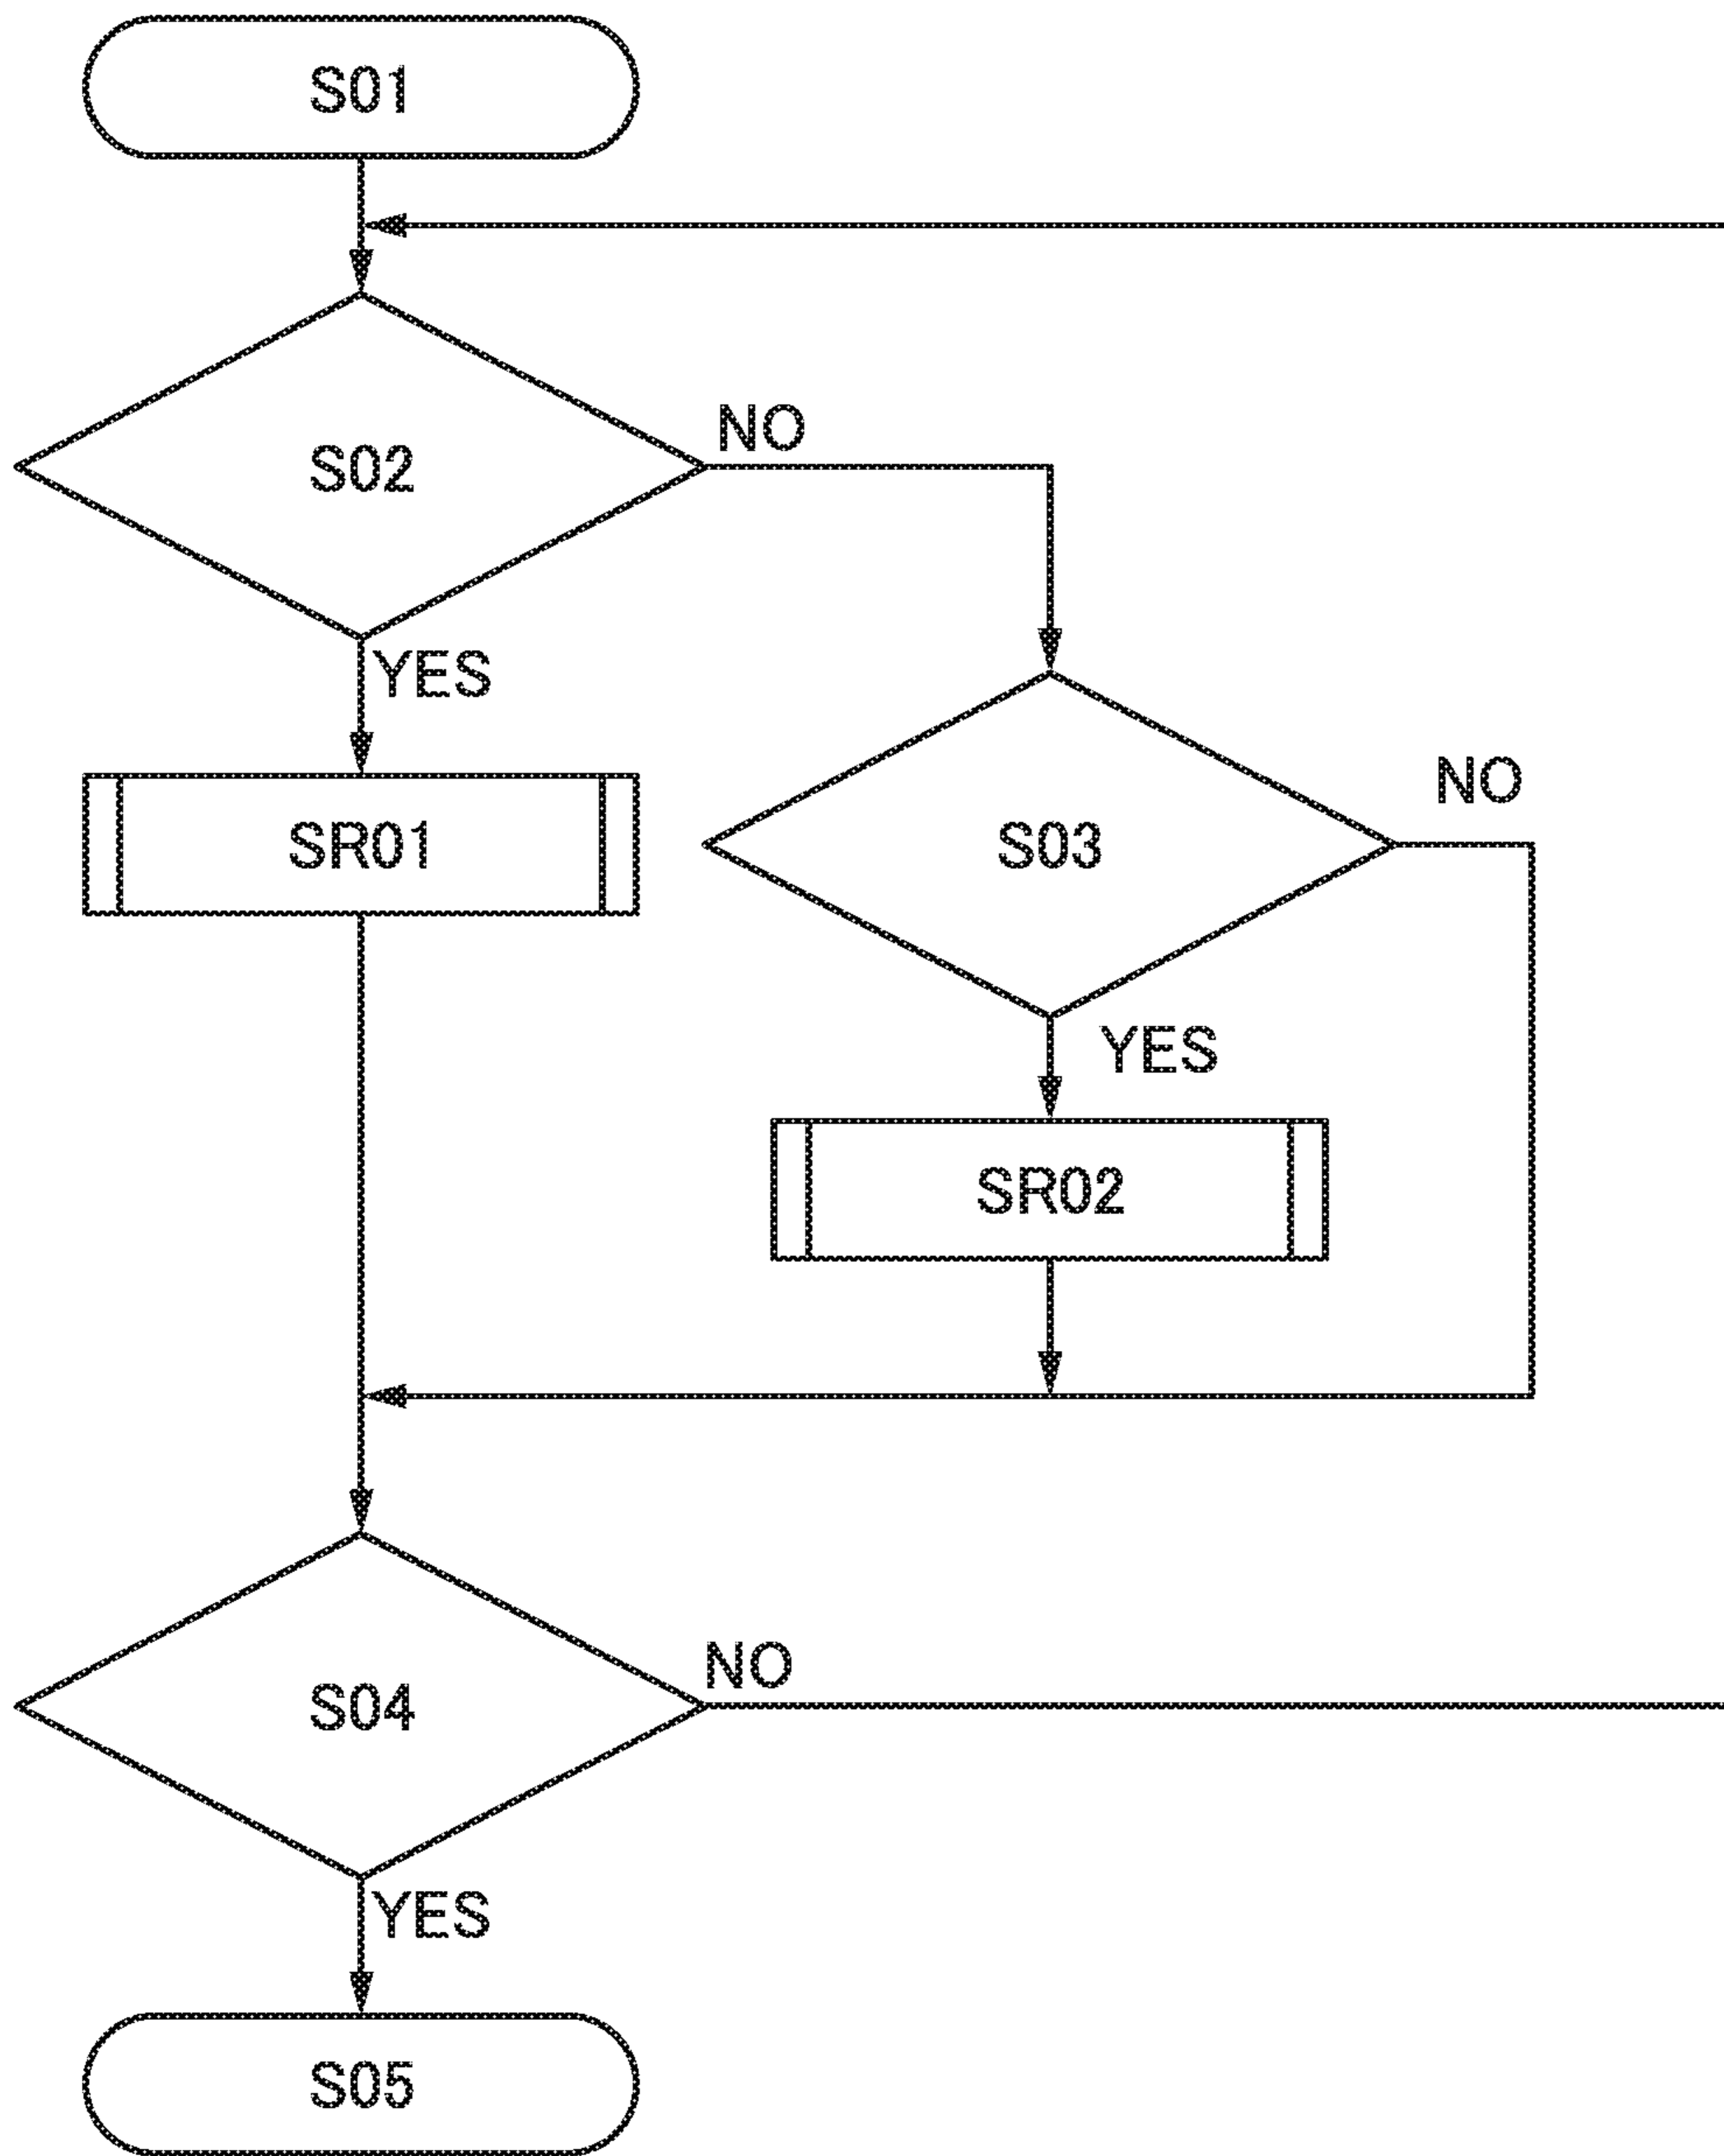 S01
S02
NO
YES
SR01
S03
NO
YES
SR02
S04
NO
YES
S05